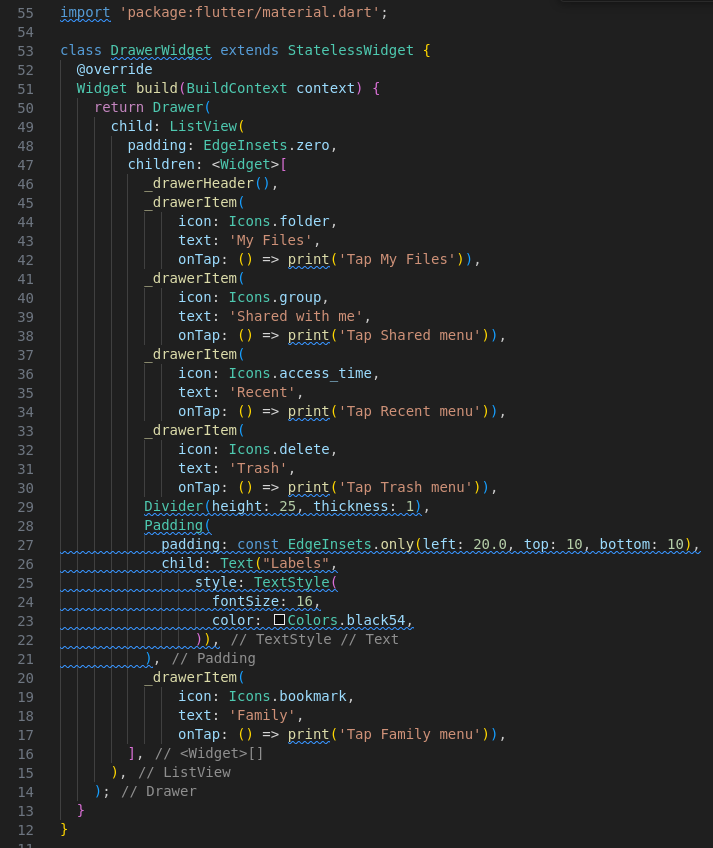 55 import 'package:flutter/material.dart';
54
53 class DrawerWidget extends StatelessWidget {
52   @override
51   Widget build(BuildContext context) {
50     return Drawer(
49       child: ListView(
48         padding: EdgeInsets.zero,
47         children: <Widget>[
46           _drawerHeader(),
45           _drawerItem(
44               icon: Icons.folder,
43               text: 'My Files',
42               onTap: () => print('Tap My Files')),
41           _drawerItem(
40               icon: Icons.group,
39               text: 'Shared with me',
38               onTap: () => print('Tap Shared menu')),
37           _drawerItem(
36               icon: Icons.access_time,
35               text: 'Recent',
34               onTap: () => print('Tap Recent menu')),
33           _drawerItem(
32               icon: Icons.delete,
31               text: 'Trash',
30               onTap: () => print('Tap Trash menu')),
29           Divider(height: 25, thickness: 1),
28           Padding(
27             padding: const EdgeInsets.only(left: 20.0, top: 10, bottom: 10),
26             child: Text("Labels",
25                 style: TextStyle(
24                   fontSize: 16,
23                   color: Colors.black54,
22                 )), // TextStyle // Text
21           ), // Padding
20           _drawerItem(
19               icon: Icons.bookmark,
18               text: 'Family',
17               onTap: () => print('Tap Family menu')),
16         ], // <Widget>[]
15       ), // ListView
14     ); // Drawer
13   }
12 }
11